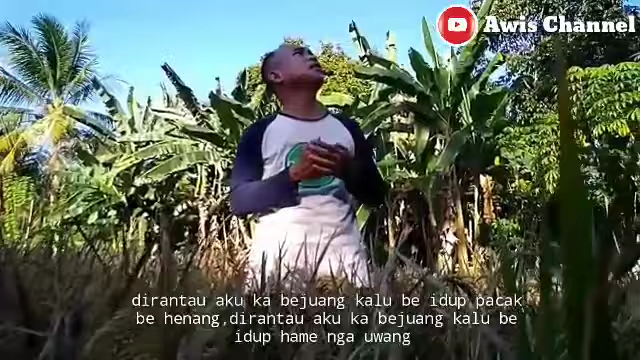 Awis Channel
dirantau aku ka bejuang kalu be idup pacak
be henang,dirantau aku ka bejuang kalu be
idup hame nga uwang